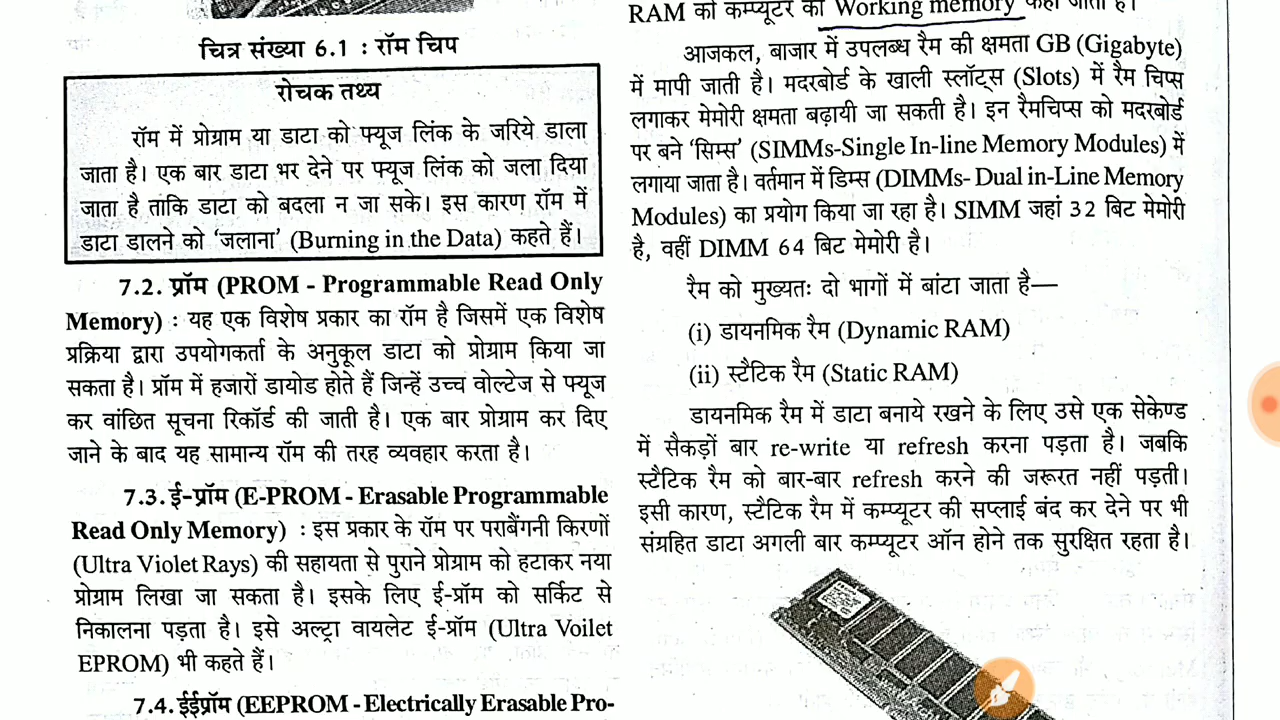 चित्र संख्या 6.1 : रॉम चिप
रोचक तथ्य
रॉम में प्रोग्राम या डाटा को फ्यूज लिंक के जरिये डाला
जाता है। एक बार डाटा भर देने पर फ्यूज लिंक को जला दिया
जाता है ताकि डाटा को बदला न जा सके। इस कारण रॉम में
डाटा डालने को 'जलाना' (Burning in the Data) कहते हैं।
7.2. प्रॉम (PROM - Programmable Read Only
Memory) : यह एक विशेष प्रकार का रॉम है जिसमें एक विशेष
प्रक्रिया द्वारा उपयोगकर्ता के अनुकूल डाटा को प्रोग्राम किया जा
सकता है। प्रॉम में हजारों डायोड होते हैं जिन्हें उच्च वोल्टेज से फ्यूज
कर वांछित सूचना रिकॉर्ड की जाती है। एक बार प्रोग्राम कर दिए
जाने के बाद यह सामान्य रॉम की तरह व्यवहार करता है।
7.3. ई-प्रॉम (E-PROM - Erasable Programmable
Read Only Memory) : इस प्रकार के रॉम पर पराबैंगनी किरणों
(Ultra Violet Rays) की सहायता से पुराने प्रोग्राम को हटाकर नया
प्रोग्राम लिखा जा सकता है। इसके लिए ई-प्रॉम को सर्किट से
निकालना पड़ता है। इसे अल्ट्रा वायलेट ई-प्रॉम (Ultra Voilet
EPROM) भी कहते हैं।
7.4. ईईप्रॉम (EEPROM - Electrically Erasable Pro-
RAM को कम्प्यूटर की Working memory कहा जाता है।
आजकल, बाजार में उपलब्ध रैम की क्षमता GB (Gigabyte)
में मापी जाती है। मदरबोर्ड के खाली स्लॉट्स (Slots) में रैम चिप्स
लगाकर मेमोरी क्षमता बढ़ायी जा सकती है। इन रैमचिप्स को मदरबोर्ड
पर बने 'सिम्स' (SIMMs-Single In-line Memory Modules) में
लगाया जाता है। वर्तमान में डिम्स (DIMMs- Dual in-Line Memory
Modules) का प्रयोग किया जा रहा है। SIMM जहां 32 बिट मेमोरी
है, वहीं DIMM 64 बिट मेमोरी है।
रैम को मुख्यतः दो भागों में बांटा जाता है—
(i) डायनमिक रैम (Dynamic RAM)
(ii) स्टैटिक रैम (Static RAM)
डायनमिक रैम में डाटा बनाये रखने के लिए उसे एक सेकेण्ड
में सैकड़ों बार re-write या refresh करना पड़ता है। जबकि
स्टैटिक रैम को बार-बार refresh करने की जरूरत नहीं पड़ती।
इसी कारण, स्टैटिक रैम में कम्प्यूटर की सप्लाई बंद कर देने पर भी
संग्रहित डाटा अगली बार कम्प्यूटर ऑन होने तक सुरक्षित रहता है।